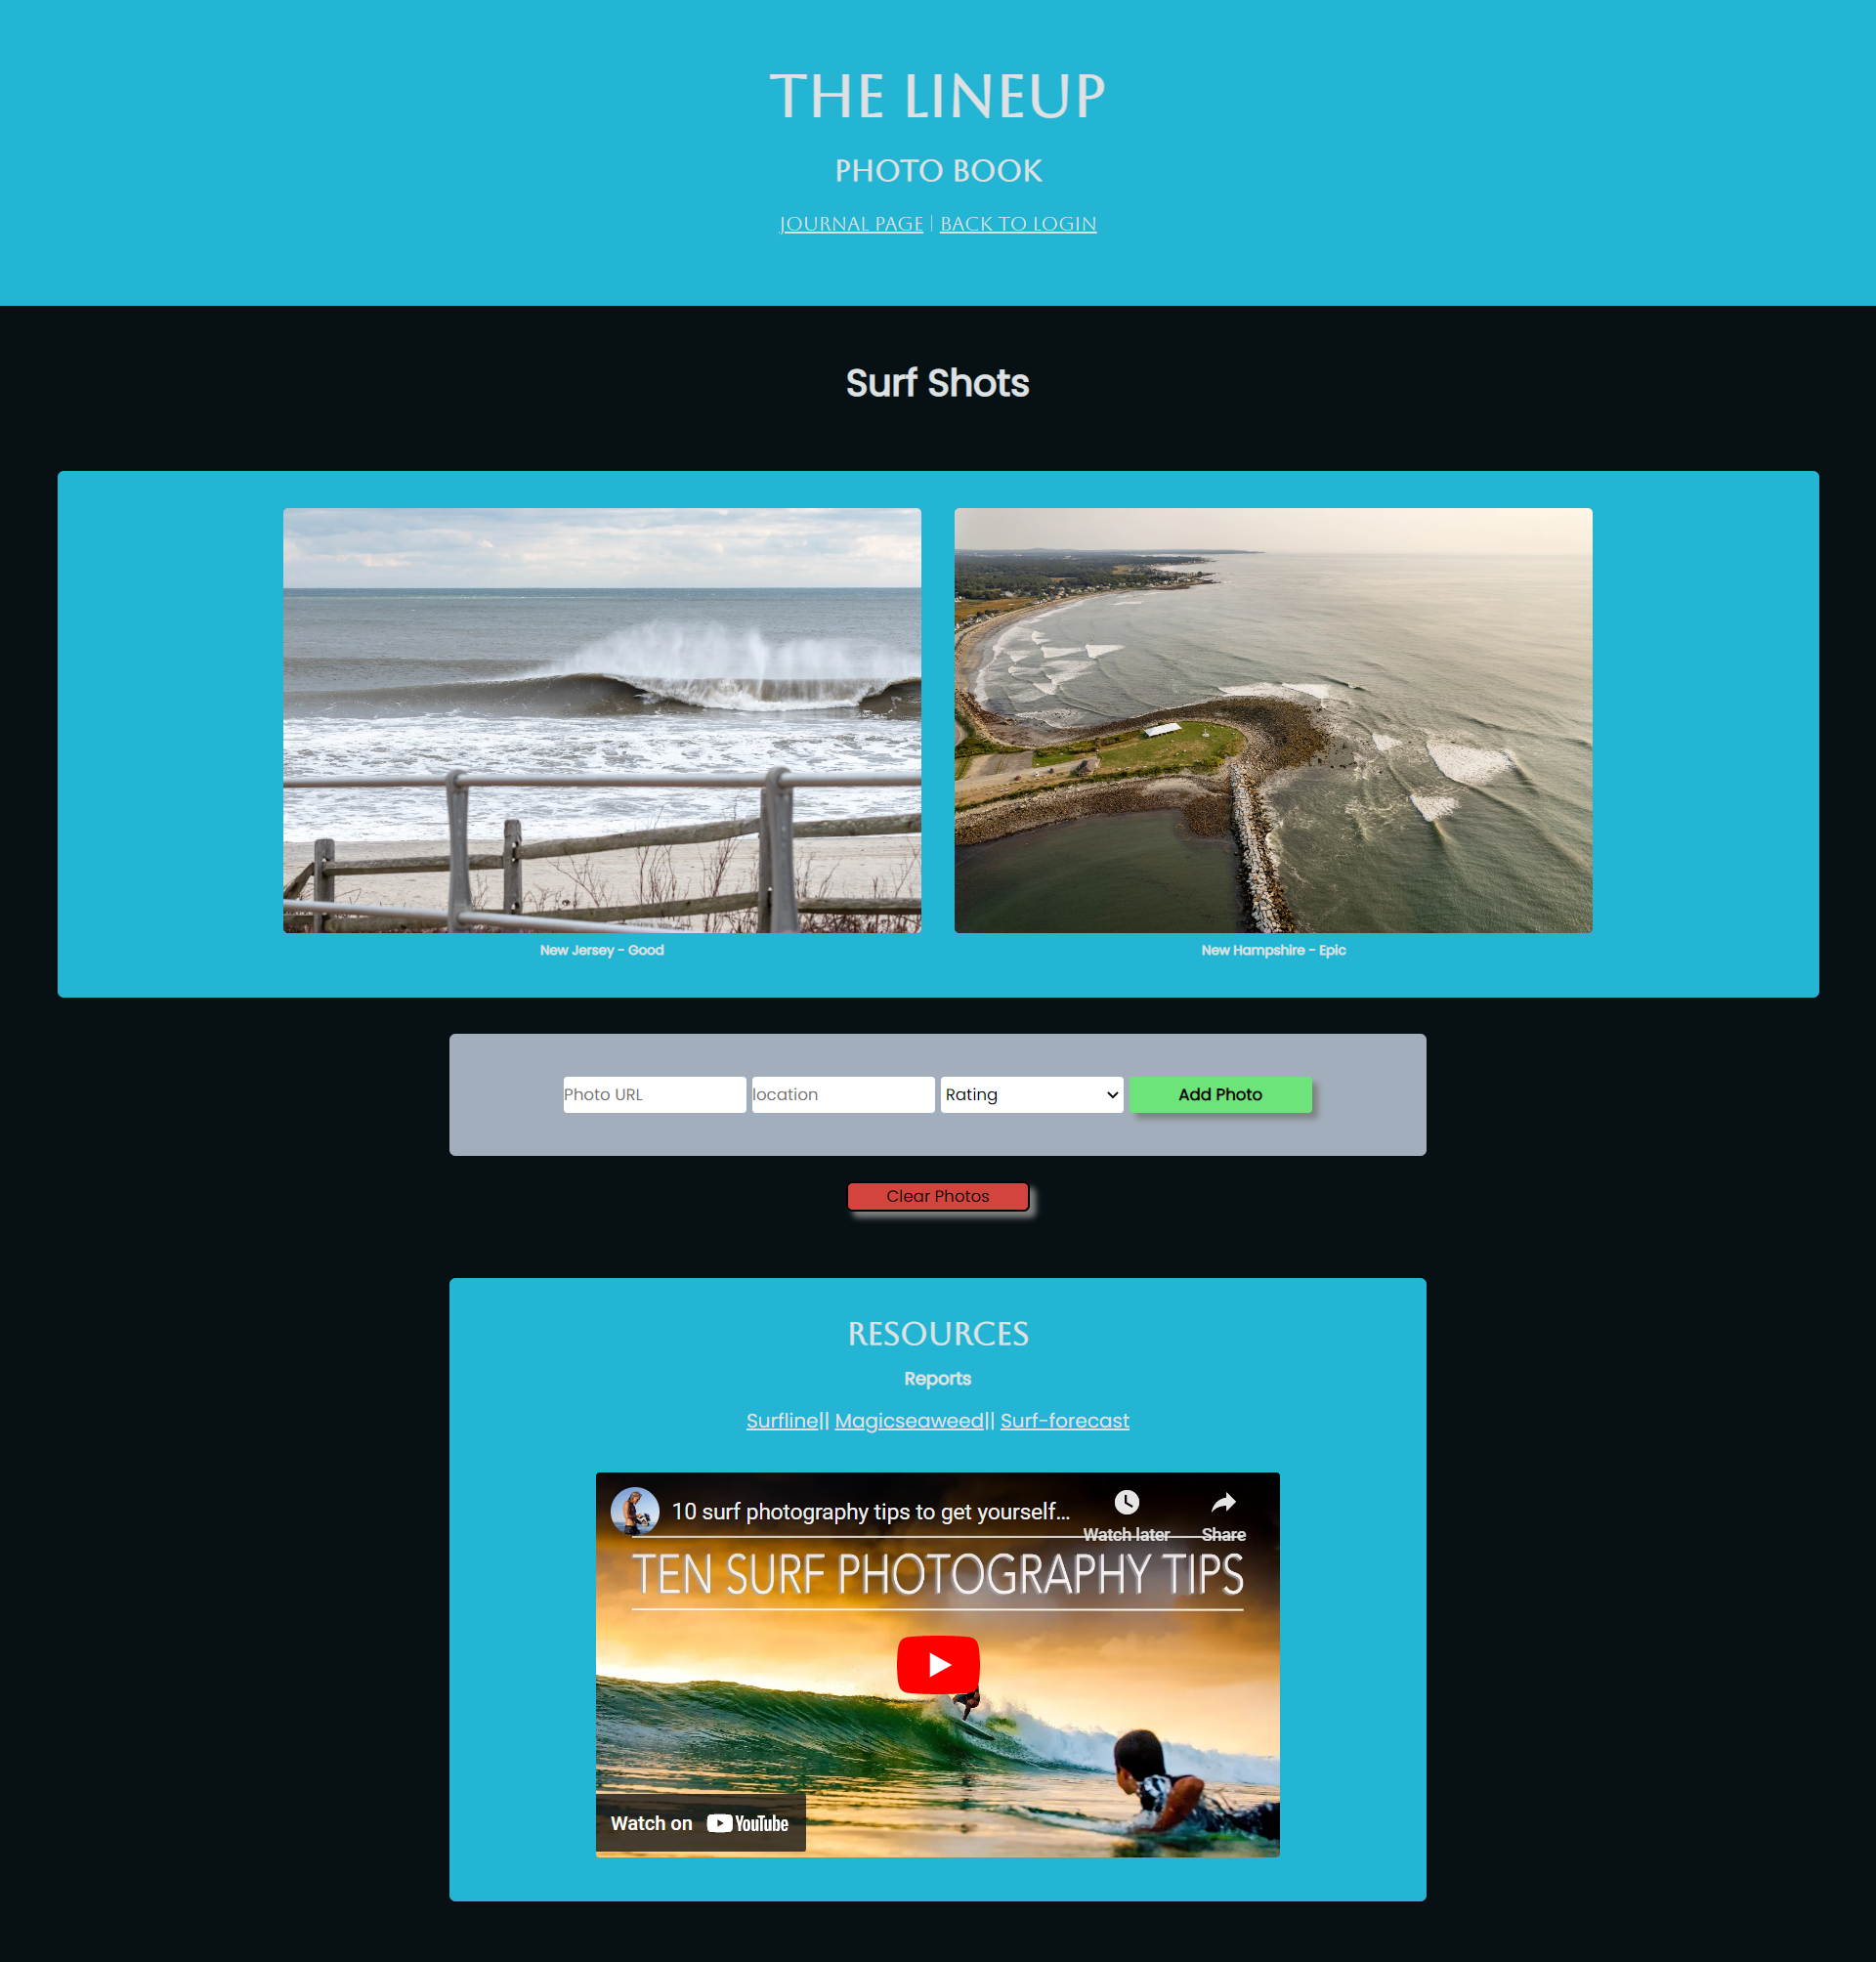 THE LINEUP
PHOTO BOOK
JOURNAL PAGE | BACK TO LOGIN
Surf Shots
New Jersey - Good
New Hampshire - Epic
Photo URL
location
Rating
Add Photo
Clear Photos
RESOURCES
Reports
Surfline|| Magicseaweed|| Surf-forecast
10 surf photography tips to get yourself...
Watch later
Share
TEN SURF PHOTOGRAPHY TIPS
Watch on YouTube